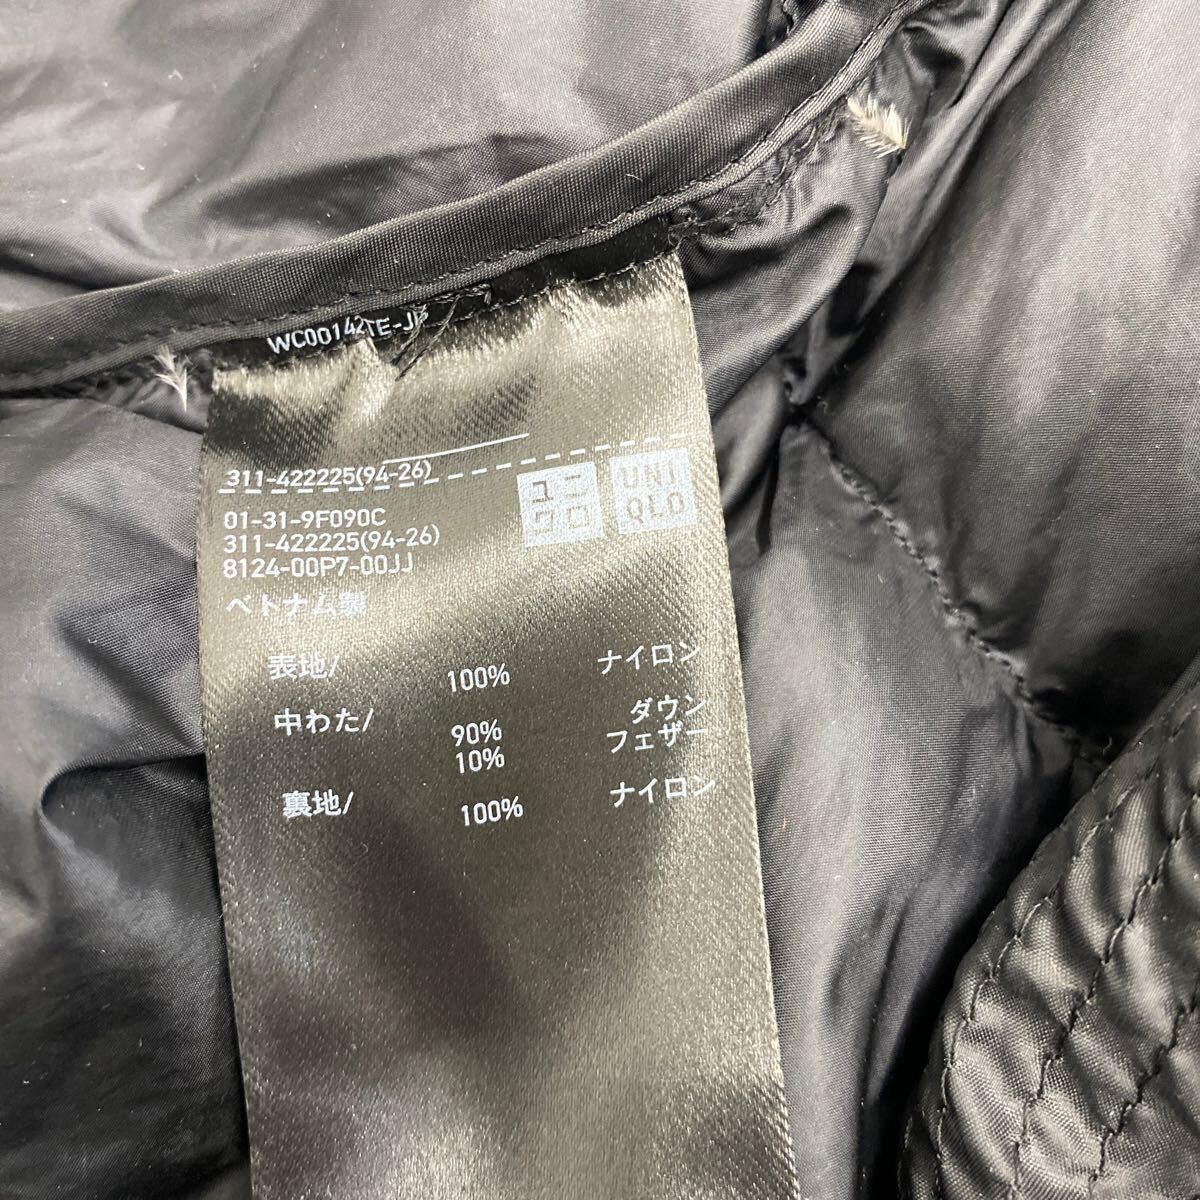 WC00142TE-JP
311-422225(94-26)
ユニ
クロ
UNI
QLO
01-31-9F090C
311-422225(94-26)
8124-00P7-00JJ
ベトナム製
表地/ 100% ナイロン
中わた/ 90% ダウン
10% フェザー
裏地/ 100% ナイロン